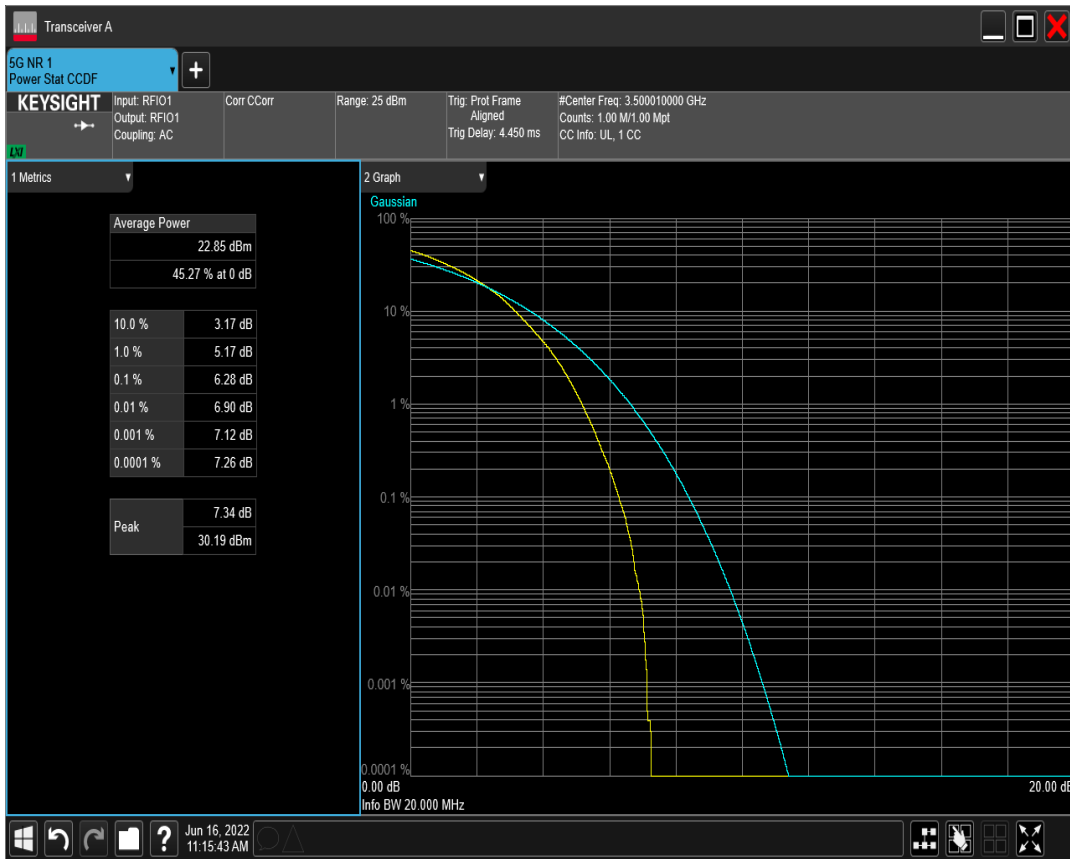 Transceiver A
5G NR 1
Power Stat CCDF
+
KEYSIGHT
LXI
Input: RFIO1
Output: RFIO1
Coupling: AC
Corr CCorr
Range: 25 dBm
Trig: Prot Frame
Aligned
Trig Delay: 4.450 ms
#Center Freq: 3.500010000 GHz
Counts: 1.00 M/1.00 Mpt
CC Info: UL, 1 CC
1 Metrics
Average Power
22.85 dBm
45.27 % at 0 dB
10.0 % 3.17 dB
1.0 % 5.17 dB
0.1 % 6.28 dB
0.01 % 6.90 dB
0.001 % 7.12 dB
0.0001 % 7.26 dB
Peak
7.34 dB
30.19 dBm
2 Graph
Gaussian
100 %
10 %
1 %
0.1 %
0.01 %
0.001 %
0.0001 %
0.00 dB 20.00 dB
Info BW 20.000 MHz
?
Jun 16, 2022
11:15:43 AM